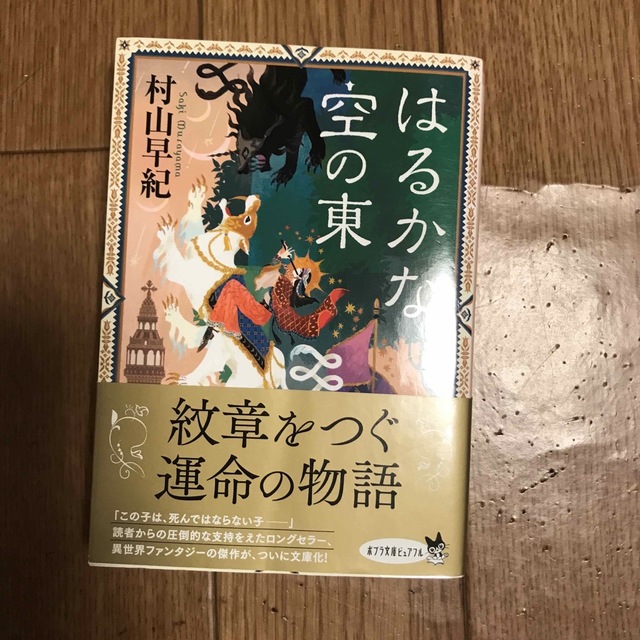 はるかな
空の東
村山早紀
Saki Murayama
紋章をつぐ
運命の物語
「この子は、死んではならない子――」
読者からの圧倒的な支持をえたロングセラー、
異世界ファンタジーの傑作が、ついに文庫化!
ポプラ文庫ピュアフル